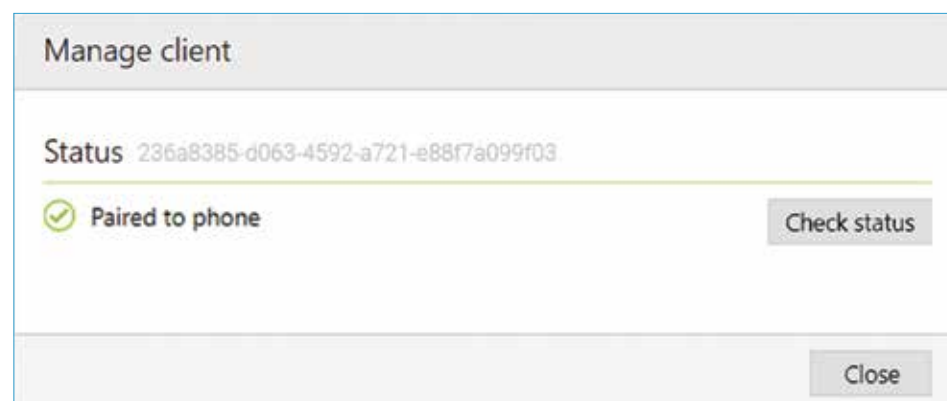 Manage client
Status 236a8385-d063-4592-a721-e88f7a099f03
Paired to phone
Check status
Close